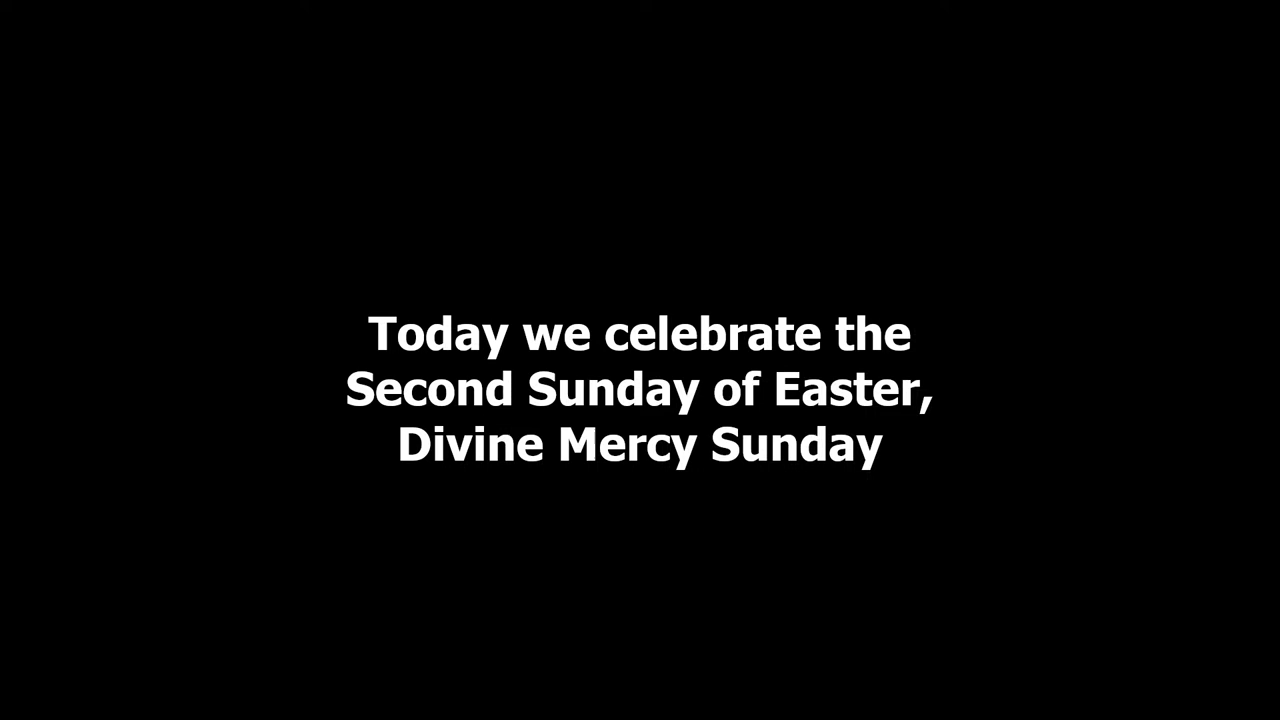 Today we celebrate the
Second Sunday of Easter,
Divine Mercy Sunday